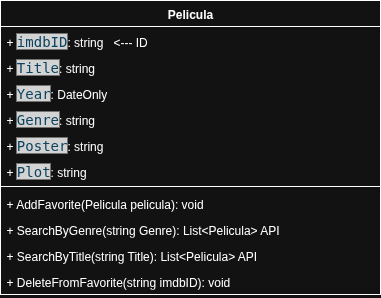 Pelicula
+ imdbID: string <--- ID
+ Title: string
+ Year: DateOnly
+ Genre: string
+ Poster: string
+ Plot: string
+ AddFavorite(Pelicula pelicula): void
+ SearchByGenre(string Genre): List<Pelicula> API
+ SearchByTitle(string Title): List<Pelicula> API
+ DeleteFromFavorite(string imdbID): void